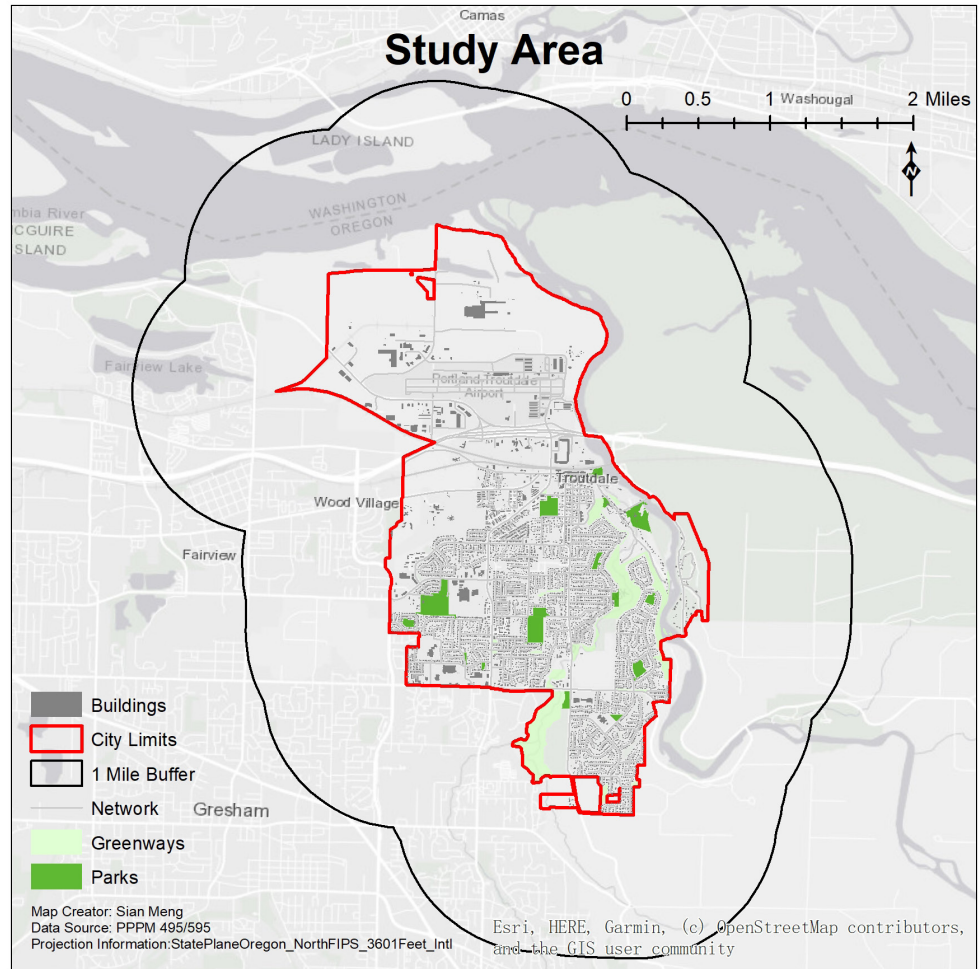 Camas
Study Area
0 0.5 1 2 Miles
Washougal
LADY ISLAND
N
WASHINGTON
OREGON
mbia River
CGUIRE
SLAND
Fairview Lake
Portland-Troutdale
Airport
Troutdale
Wood Village
Fairview
Buildings
City Limits
1 Mile Buffer
Network
Gresham
Greenways
Parks
Map Creator: Sian Meng
Data Source: PPPM 495/595
Projection Information:StatePlaneOregon_NorthFIPS_3601Feet_Intl
Esri, HERE, Garmin, (c) OpenStreetMap contributors,
and the GIS user community